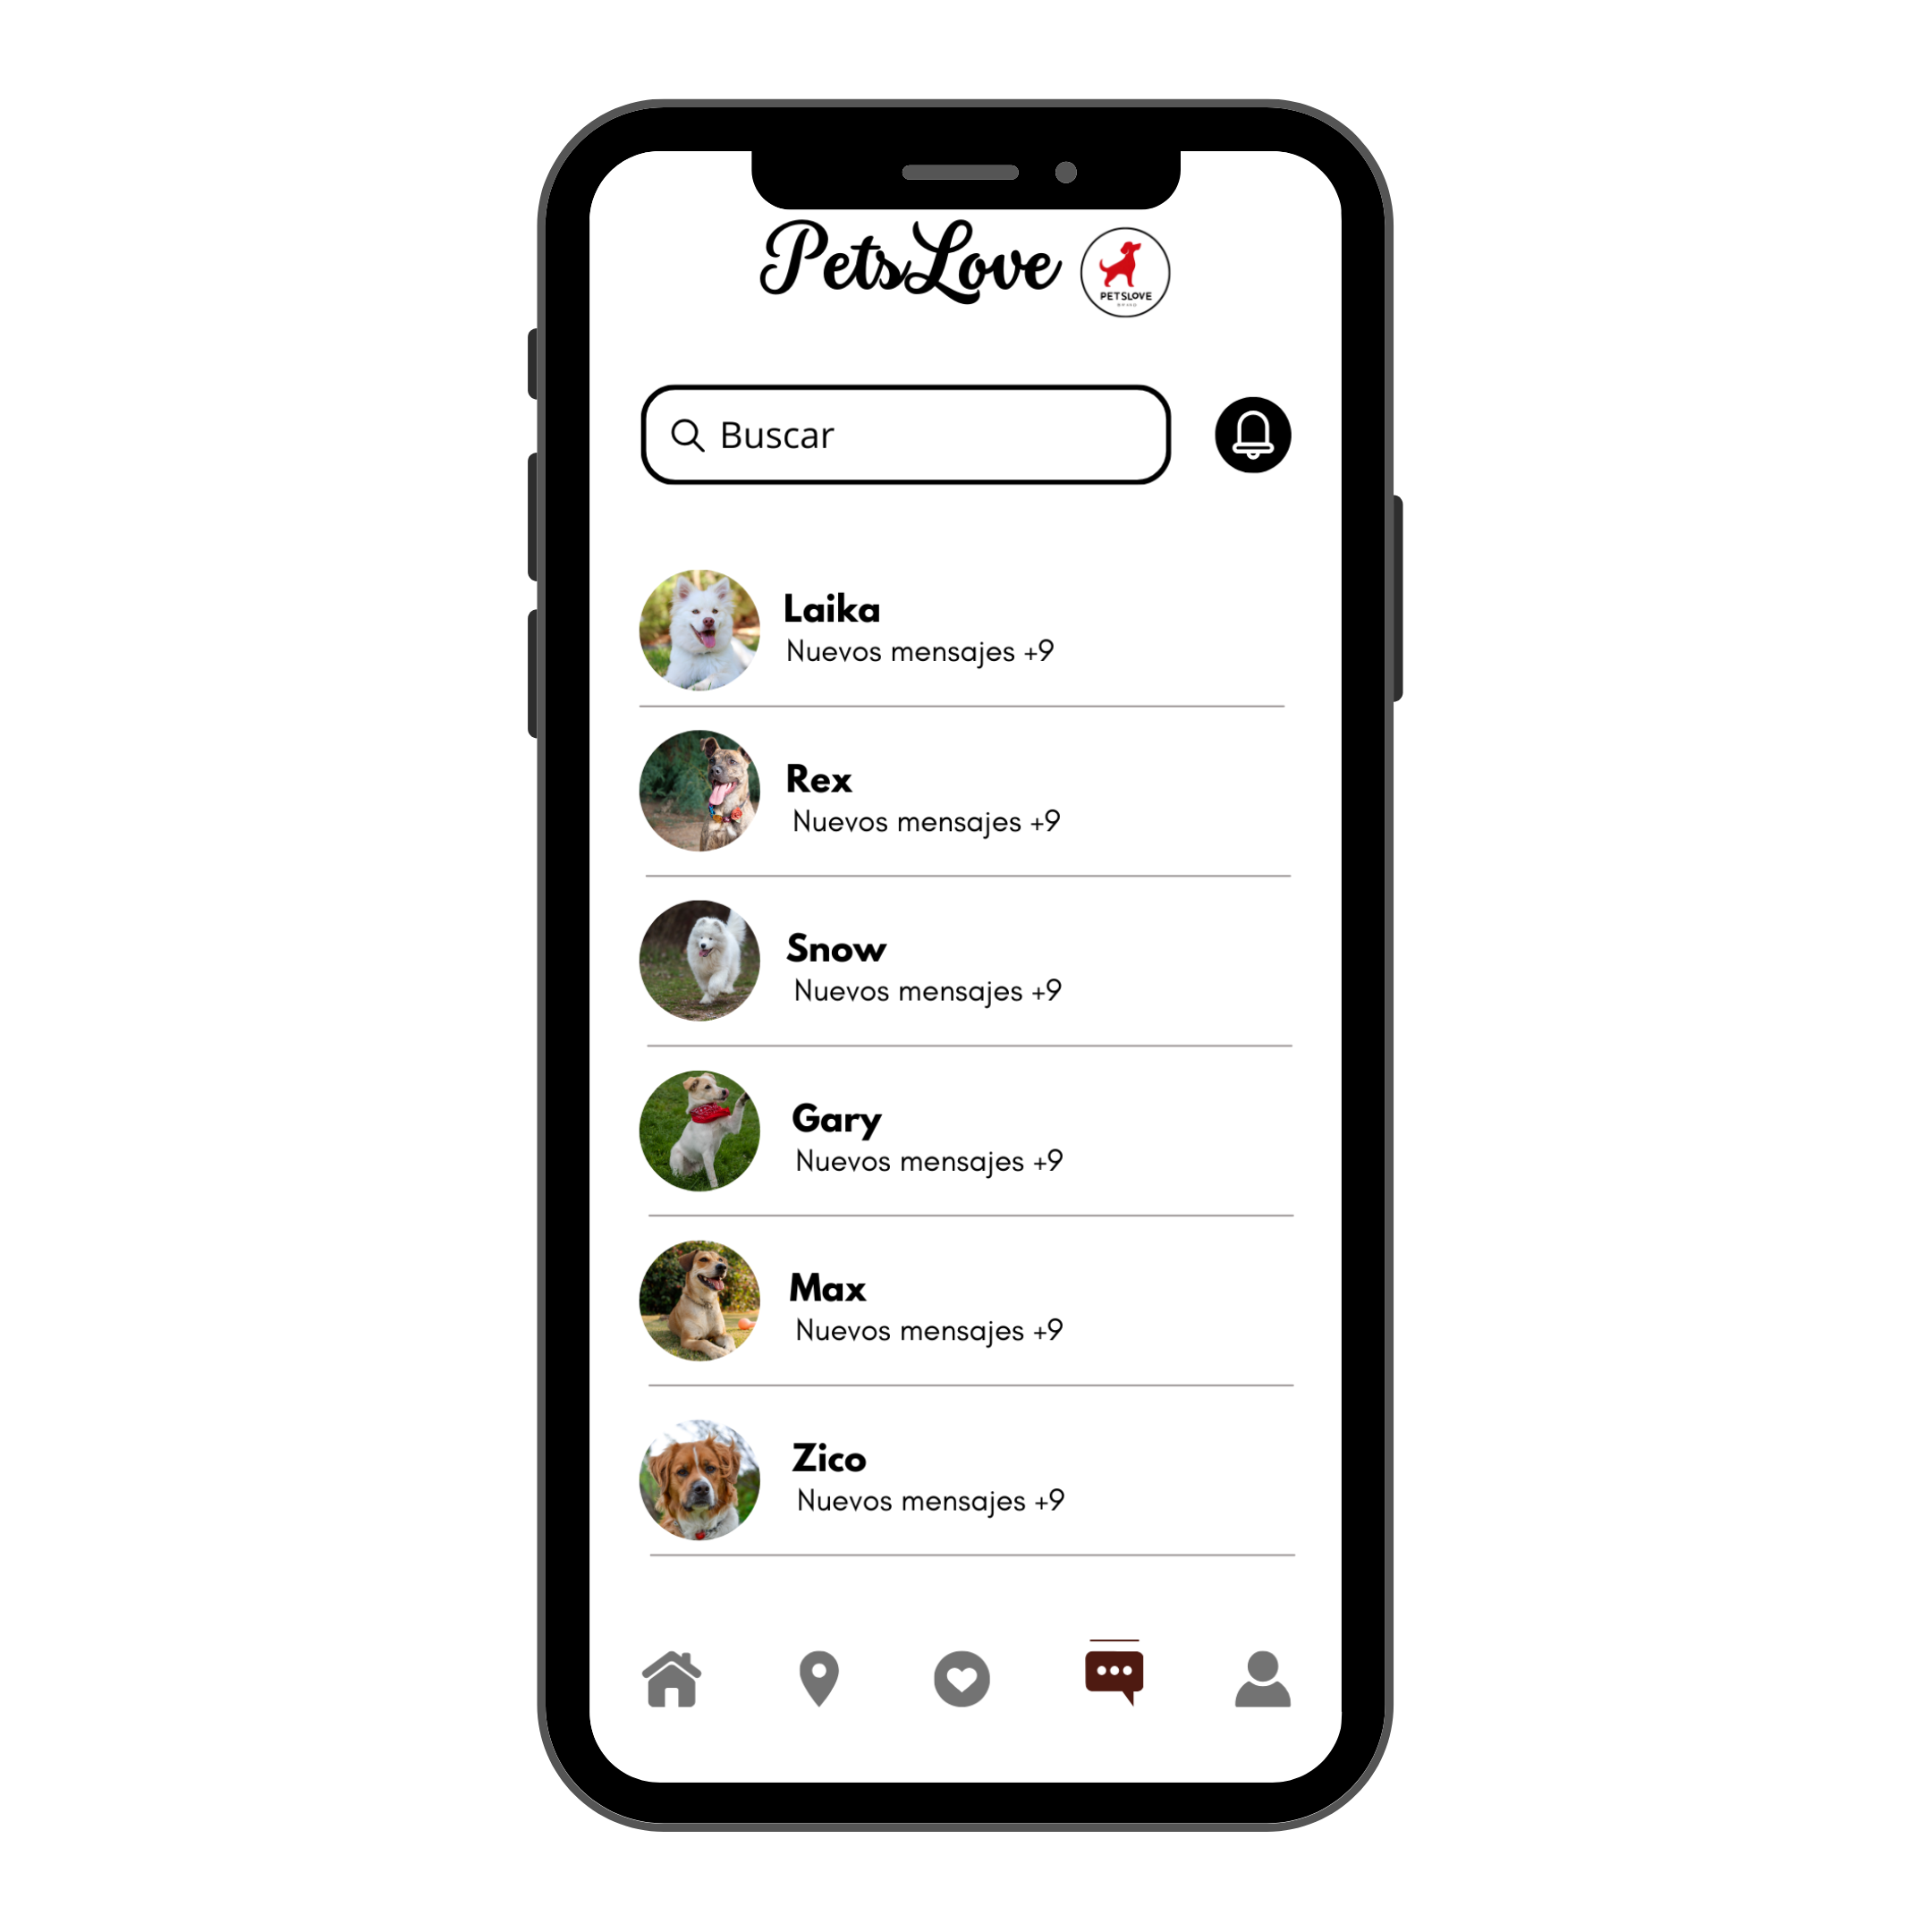 PetsLove
PETSLOVE
Buscar
Laika
Nuevos mensajes +9
Rex
Nuevos mensajes +9
Snow
Nuevos mensajes +9
Gary
Nuevos mensajes +9
Max
Nuevos mensajes +9
Zico
Nuevos mensajes +9